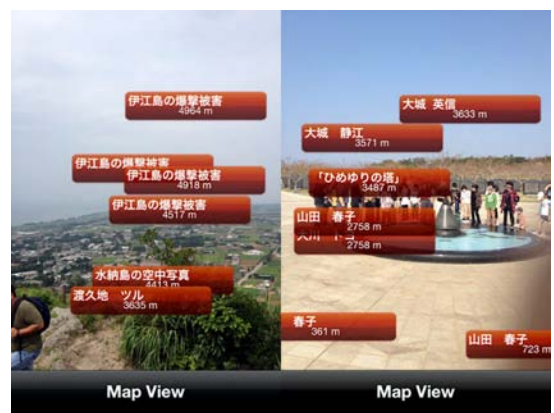 伊江島の爆撃被害
4964 m
伊江島の爆撃被害
伊江島の爆撃被害
4918 m
伊江島の爆撃被害
4517 m
水納島の空中写真
4413 m
渡久地 ツル
3635 m
Map View
大城 英信
3633 m
大城 静江
3571 m
「ひめゆりの塔」
3487 m
山田 春子
2758 m
2758 m
春子
361 m
山田 春子
723 m
Map View